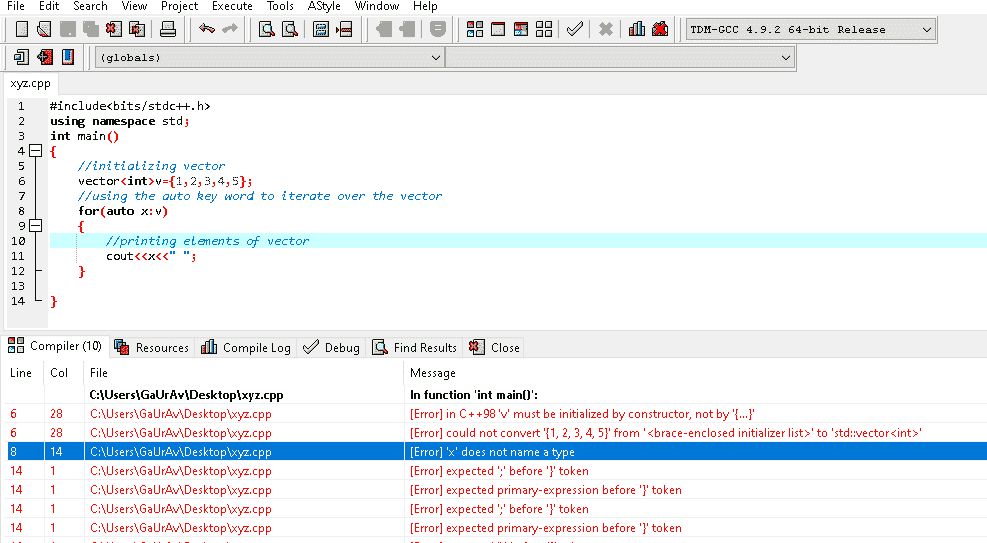 File Edit Search View Project Execute Tools AStyle Window Help
TDM-GCC 4.9.2 64-bit Release
(globals)
xyz.cpp
1 #include<bits/stdc++.h>
2 using namespace std;
3 int main()
4 {
5 //initializing vector
6 vector<int>v={1,2,3,4,5};
7 //using the auto key word to iterate over the vector
8 for(auto x:v)
9 {
10 //printing elements of vector
11 cout<<x<<" ";
12 }
13
14 }
Compiler (10) Resources Compile Log Debug Find Results Close
Line Col File Message
C:\Users\GaUrAv\Desktop\xyz.cpp In function 'int main()':
6 28 C:\Users\GaUrAv\Desktop\xyz.cpp [Error] in C++98 'v' must be initialized by constructor, not by '{...}'
6 28 C:\Users\GaUrAv\Desktop\xyz.cpp [Error] could not convert '{1, 2, 3, 4, 5}' from '<brace-enclosed initializer list>' to 'std::vector<int>'
8 14 C:\Users\GaUrAv\Desktop\xyz.cpp [Error] 'x' does not name a type
14 1 C:\Users\GaUrAv\Desktop\xyz.cpp [Error] expected ';' before '}' token
14 1 C:\Users\GaUrAv\Desktop\xyz.cpp [Error] expected primary-expression before '}' token
14 1 C:\Users\GaUrAv\Desktop\xyz.cpp [Error] expected ';' before '}' token
14 1 C:\Users\GaUrAv\Desktop\xyz.cpp [Error] expected primary-expression before '}' token